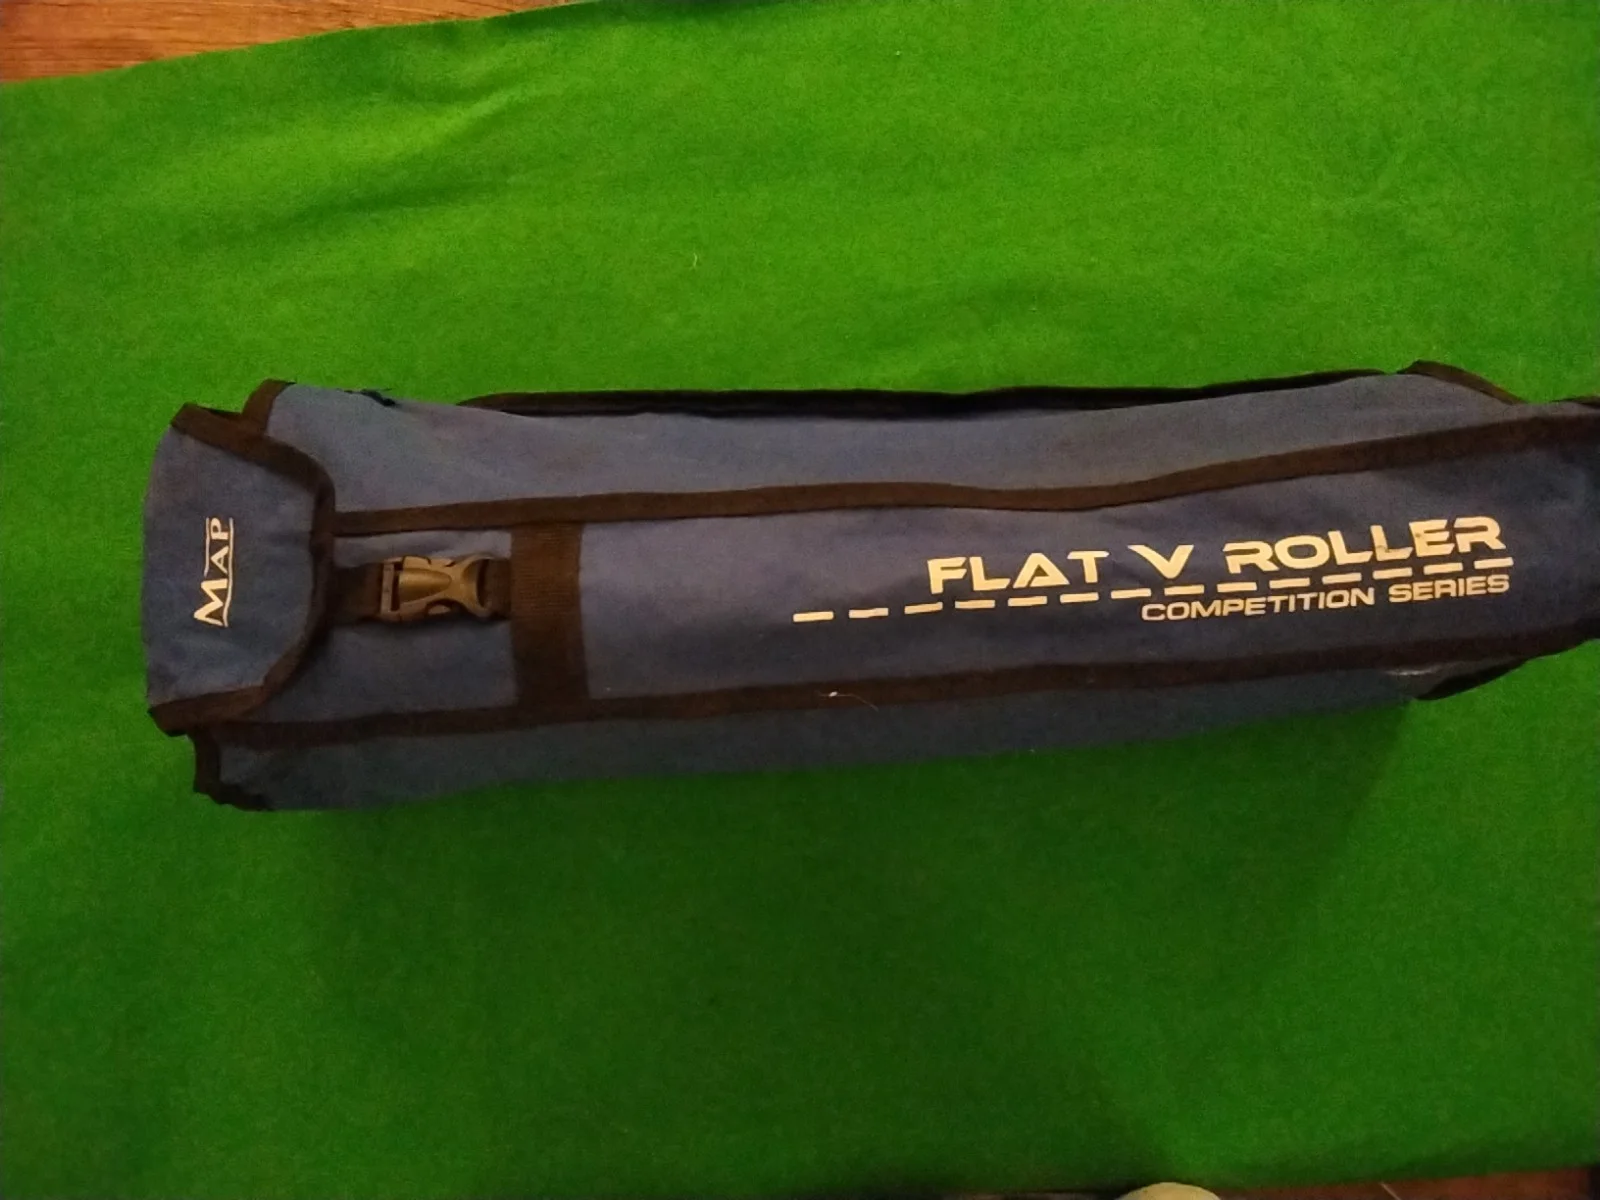 MAP
FLAT V ROLLER
COMPETITION SERIES